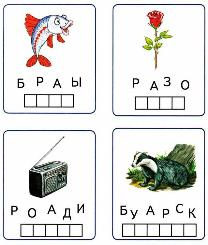 Б Р А Ы
Р А З О
Р О А Д И
Б У А Р С К